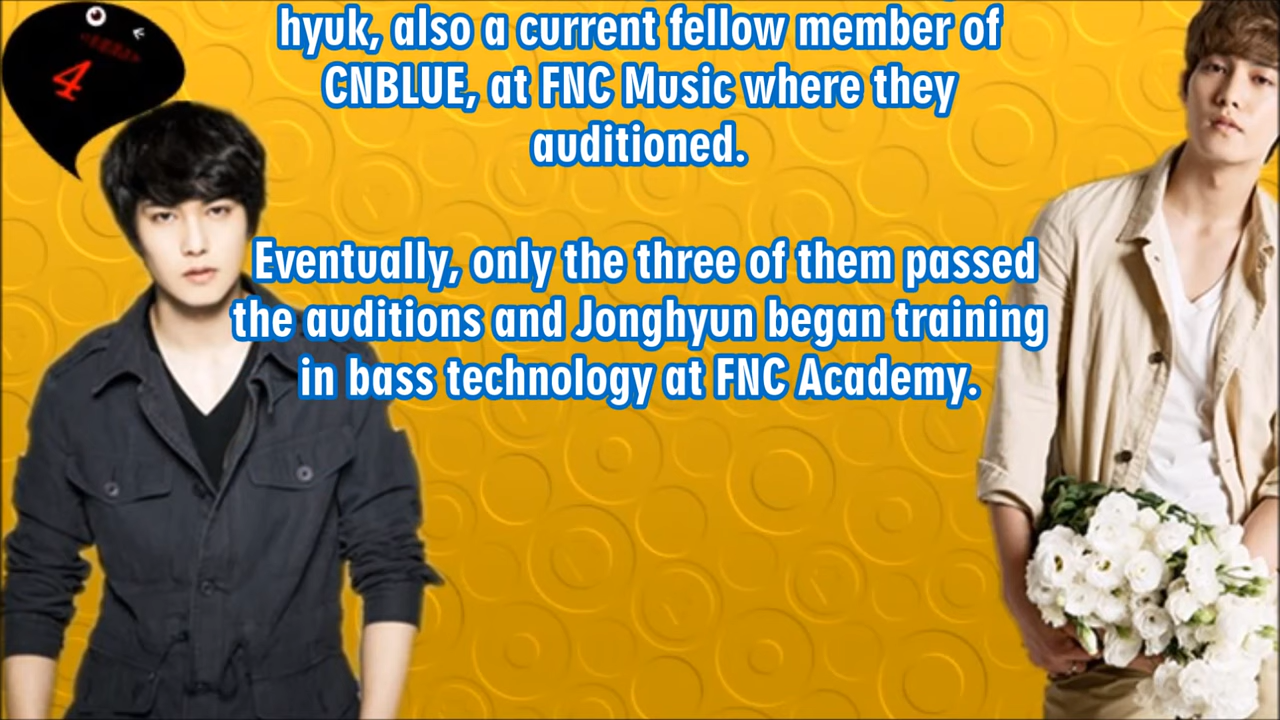 hyuk, also a current fellow member of
CNBLUE, at FNC Music where they
auditioned.
Eventually, only the three of them passed
the auditions and Jonghyun began training
in bass technology at FNC Academy.
4